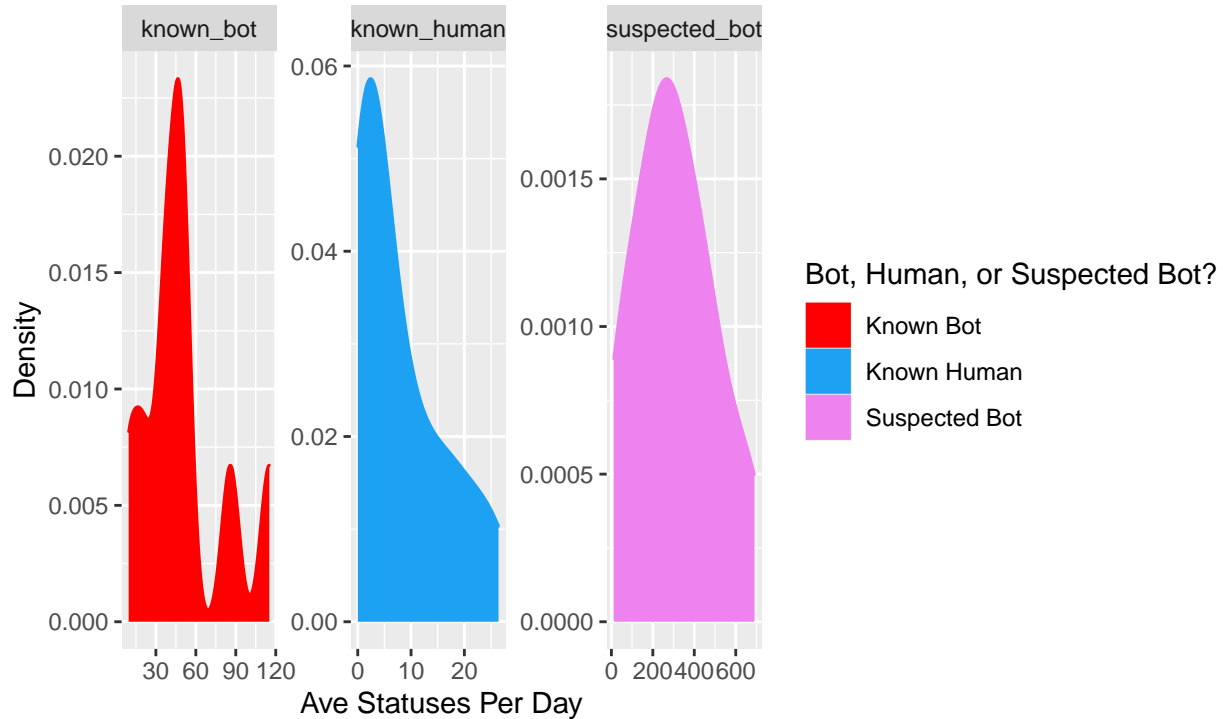 known_bot
known_human
suspected_bot
Density
0.020
0.015
0.010
0.005
0.000
30 60 90 120
0.06
0.04
0.02
0.00
0 10 20
0.0015
0.0010
0.0005
0.0000
0 200 400 600
Ave Statuses Per Day
Bot, Human, or Suspected Bot?
Known Bot
Known Human
Suspected Bot